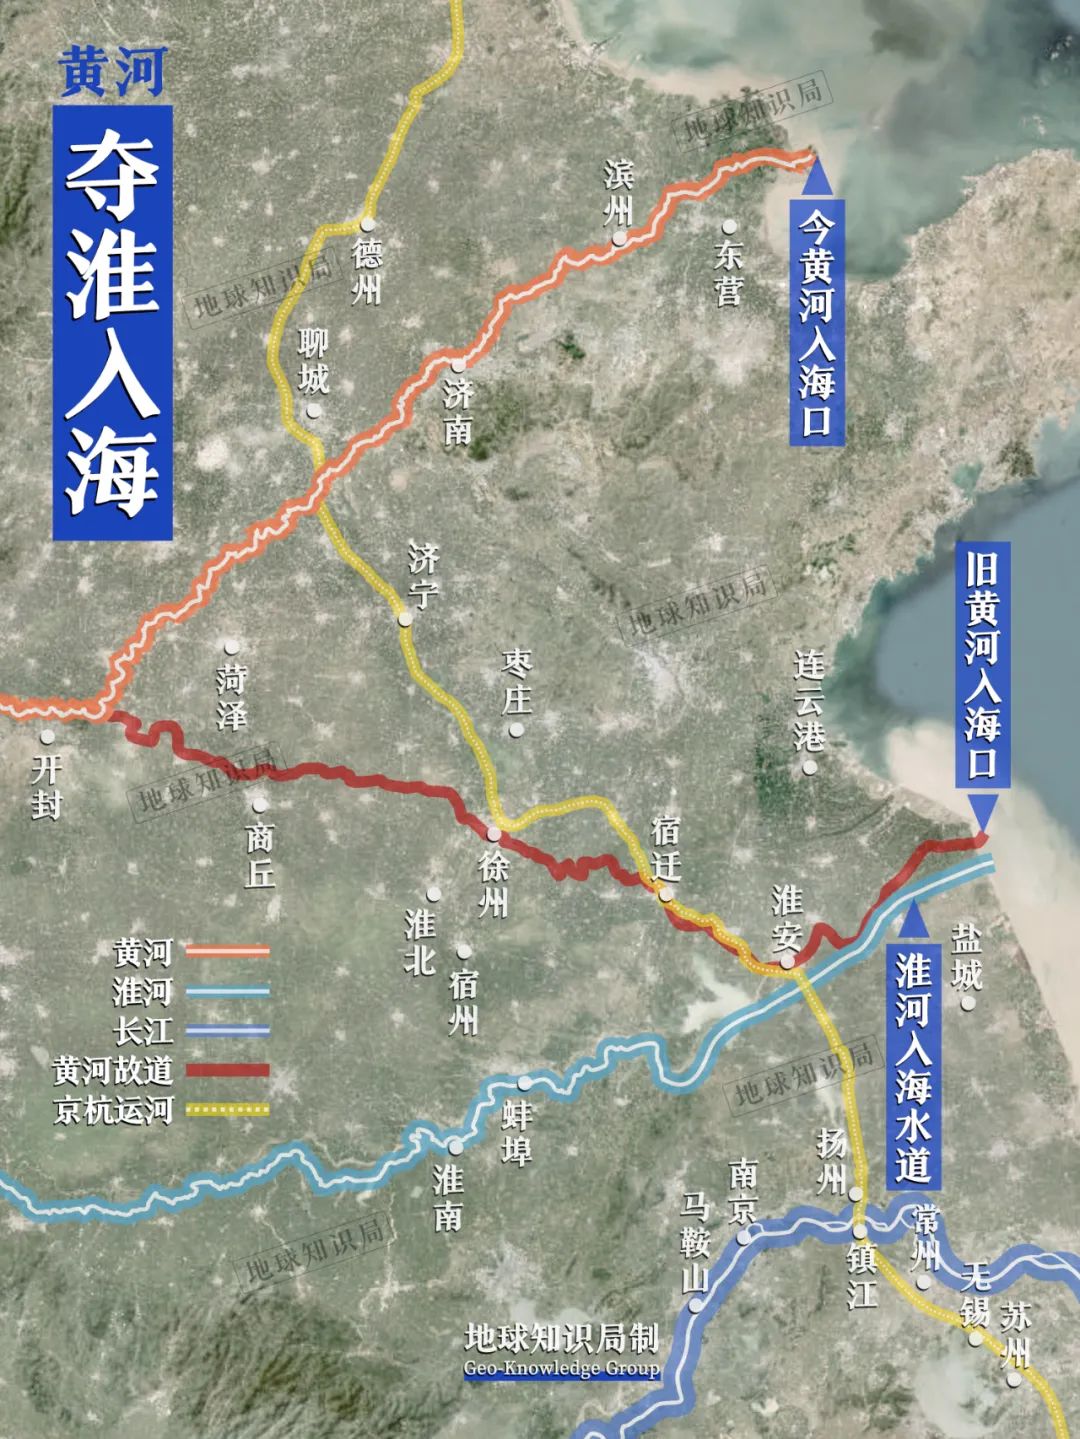 黄河
夺淮入海
地球知识局
滨州
今黄河入海口
东营
德州
地球知识局
聊城
济南
济宁
旧黄河入海口
地球知识局
枣庄
连云港
菏泽
开封
地球知识局
商丘
宿迁
徐州
淮安
淮北
宿州
盐城
淮河入海水道
黄河
淮河
长江
黄河故道
京杭运河
地球知识局
蚌埠
淮南
扬州
南京
马鞍山
常州
镇江
无锡
苏州
地球知识局
地球知识局制
Geo-Knowledge Group